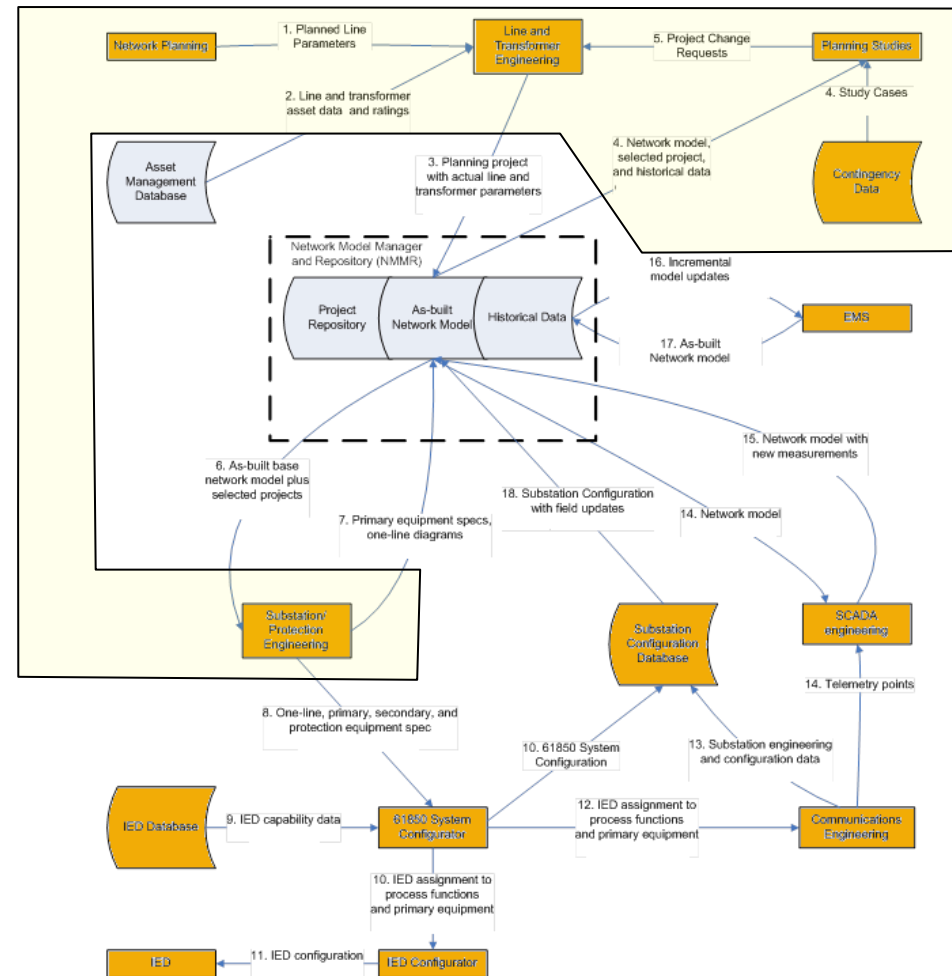 Network Planning
1. Planned Line
Parameters
Line and
Transformer
Engineering
5. Project Change
Requests
Planning Studies
2. Line and transformer
asset data  and ratings
4. Study Cases
Asset
Management
Database
3. Planning project
with actual line and
transformer parameters
4. Network model,
selected project,
and historical data
Contingency
Data
Network Model Manager
and Repository (NMMR)
Project
Repository
As-built
Network Model
Historical Data
16. Incremental
model updates
EMS
17. As-built
Network model
6. As-built base
network model plus
selected projects
7. Primary equipment specs,
one-line diagrams
18. Substation Configuration
with field updates
14. Network model
15. Network model with
new measurements
Substation/
Protection
Engineering
Substation
Configuration
Database
SCADA
engineering
14. Telemetry points
8. One-line, primary, secondary, and
protection equipment spec
10. 61850 System
Configuration
13. Substation engineering
and configuration data
IED Database
9. IED capability data
61850 System
Configurator
12. IED assignment to
process functions
and primary equipment
Communications
Engineering
10. IED assignment to
process functions
and primary equipment
IED
11. IED configuration
IED Configurator